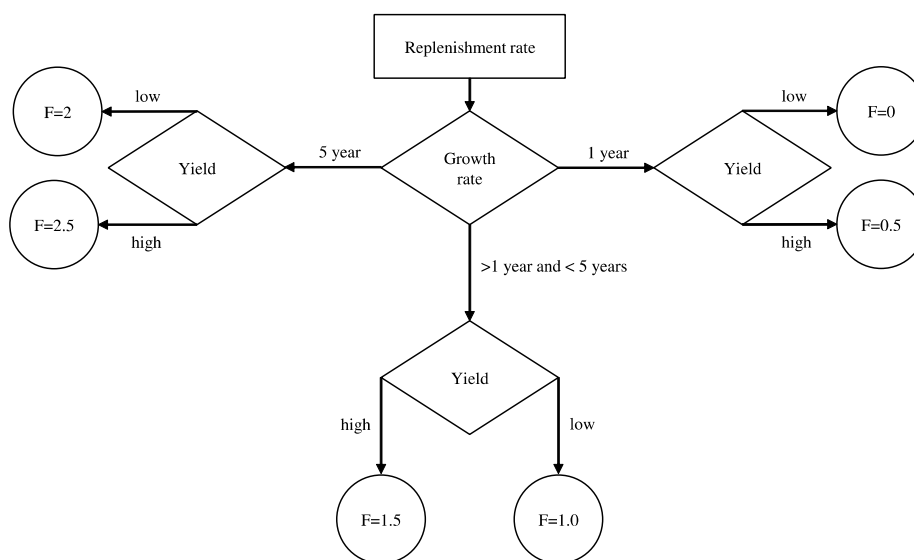 Replenishment rate
low
F=2
Yield
5 year
Growth
rate
1 year
Yield
low
F=0
F=2.5
high
high
F=0.5
>1 year and < 5 years
Yield
high
low
F=1.5
F=1.0